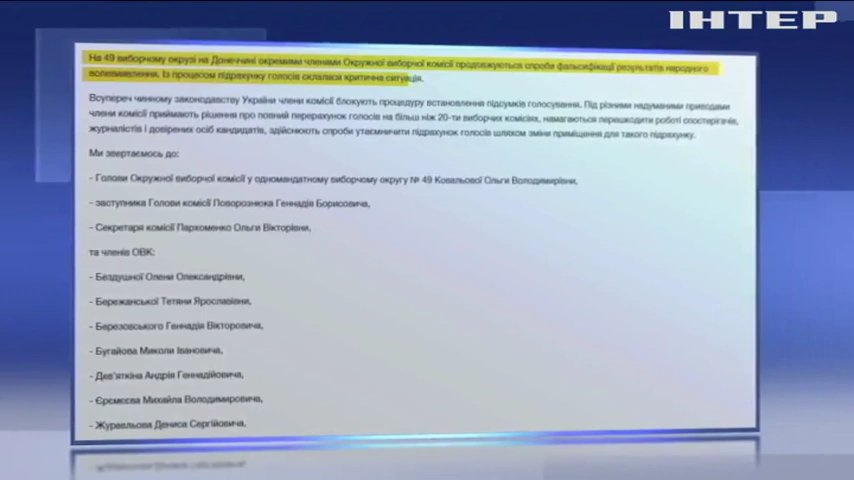 ІНТЕР
На 49 виборчому окрузі на Донеччині окремими членами Окружної виборчої комісії продовжуються спроби фальсифікації результатів народного
волевиявлення. Із процесом підрахунку голосів склалася критична ситуація.
Всупереч чинному законодавству України члени комісії блокують процедуру встановлення підсумків голосування. Під різними надуманими приводами
члени комісії приймають рішення про повний перерахунок голосів на більш ніж 20-ти виборчих комісіях, намагаються перешкодити роботі спостерігачів,
журналістів і довірених осіб кандидатів, здійснюють спроби утаємничити підрахунок голосів шляхом зміни приміщення для такого підрахунку.
Ми звертаємось до:
- Голови Окружної виборчої комісії у одномандатному виборчому округу № 49 Ковальової Ольги Володимирівни,
- заступника Голови комісії Поворознюка Геннадія Борисовича,
- Секретаря комісії Пархоменко Ольги Вікторівни,
та членів ОВК:
- Бездушної Олени Олександрівни,
- Бережанської Тетяни Ярославівни,
- Березовського Геннадія Вікторовича,
- Бугайова Миколи Івановича,
- Дев'яткіна Андрія Геннадійовича,
- Єремєєва Михайла Володимировича,
- Журавльова Дениса Сергійовича,